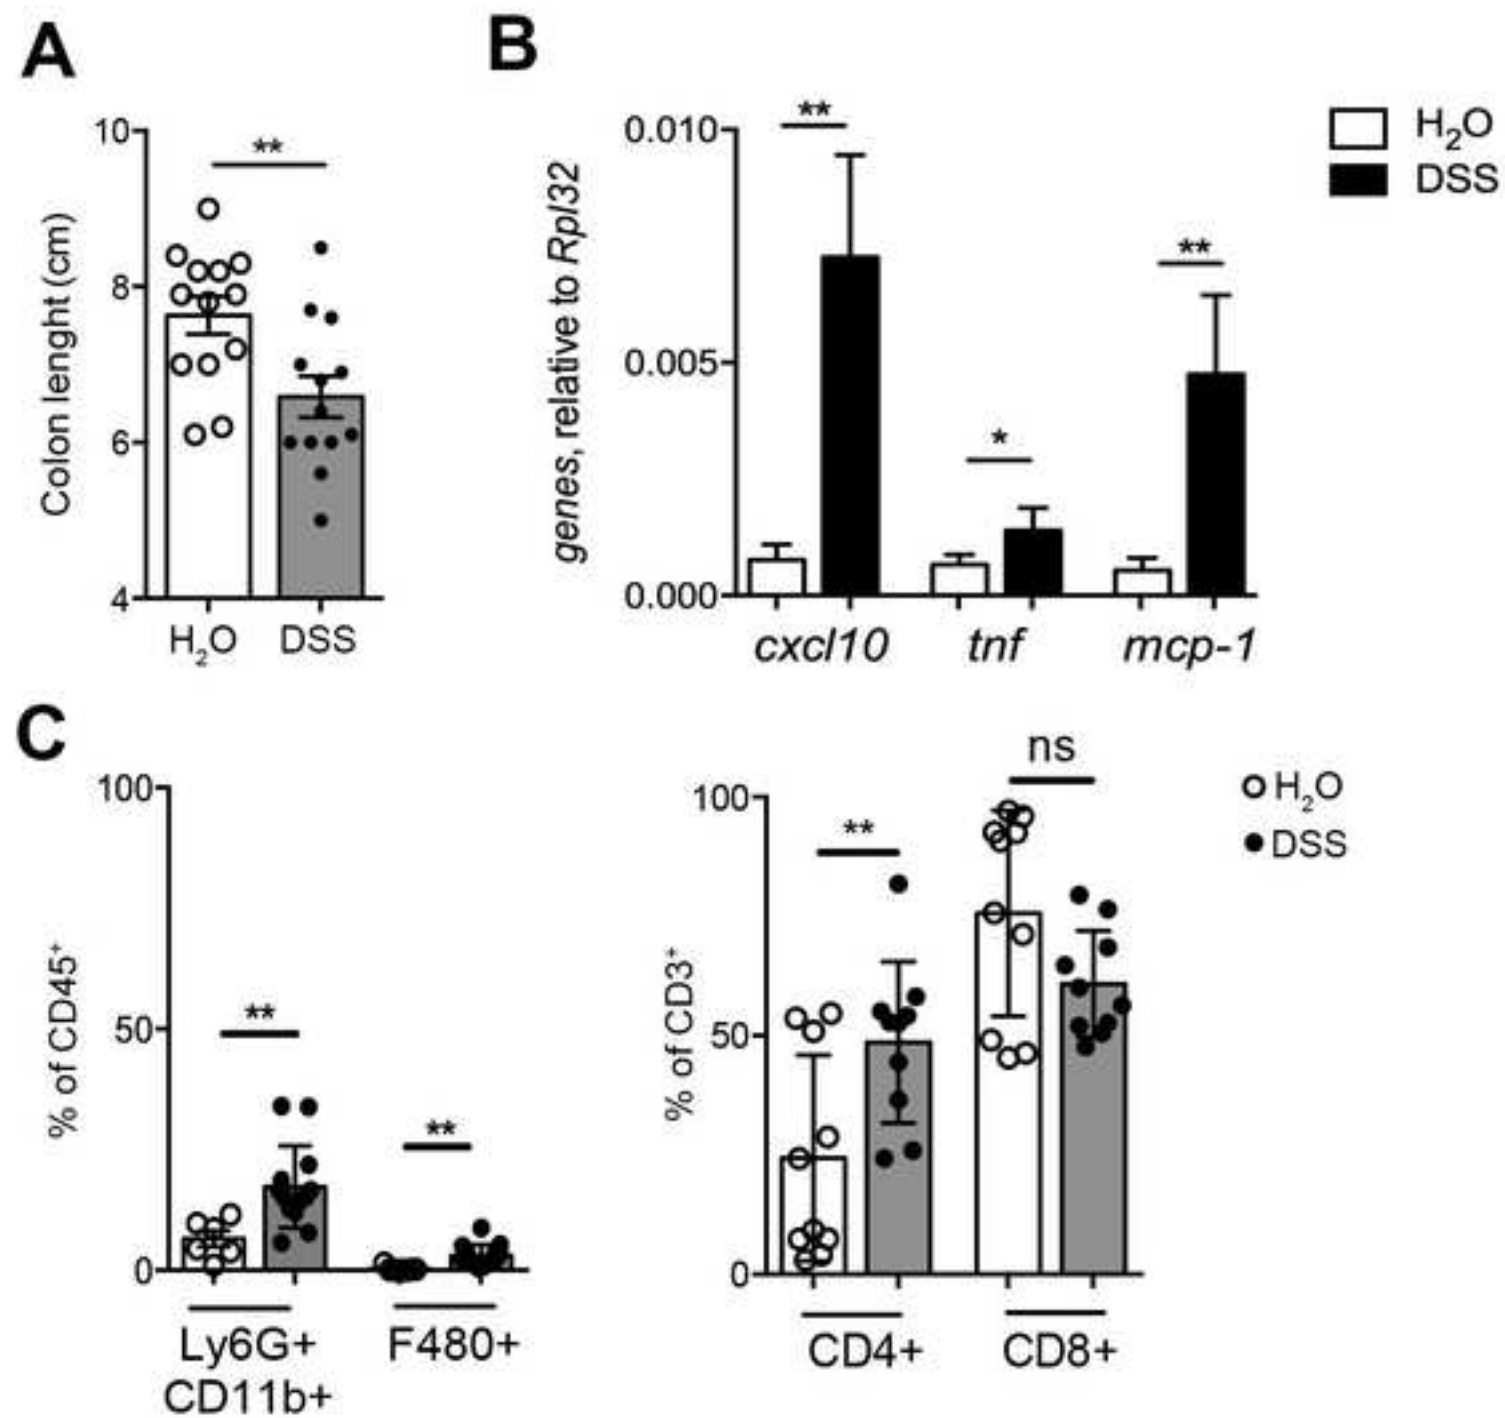 A
10
8
6
4
Colon lenght (cm)
**
H₂O
DSS
B
0.010
0.005
0.000
genes, relative to Rpl32
**
*
**
cxcl10
tnf
mcp-1
H₂O
DSS
C
100
50
0
% of CD45⁺
**
**
Ly6G+
CD11b+
F480+
100
50
0
% of CD3⁺
**
ns
CD4+
CD8+
H₂O
DSS